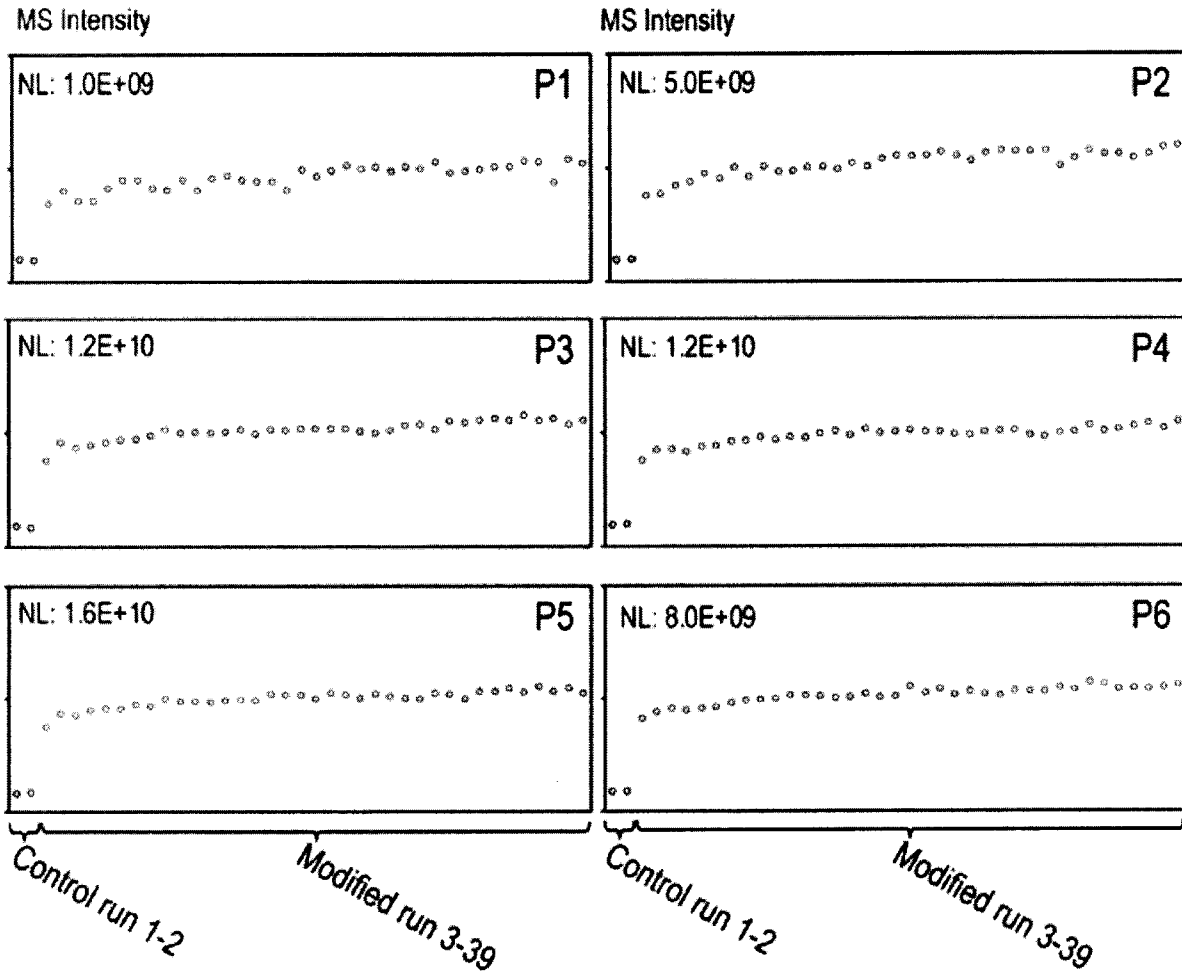 MS Intensity
MS Intensity
NL: 1.0E+09
P1
NL: 5.0E+09
P2
NL: 1.2E+10
P3
NL: 1.2E+10
P4
NL: 1.6E+10
P5
NL: 8.0E+09
P6
Control run 1-2
Modified run 3-39
Control run 1-2
Modified run 3-39